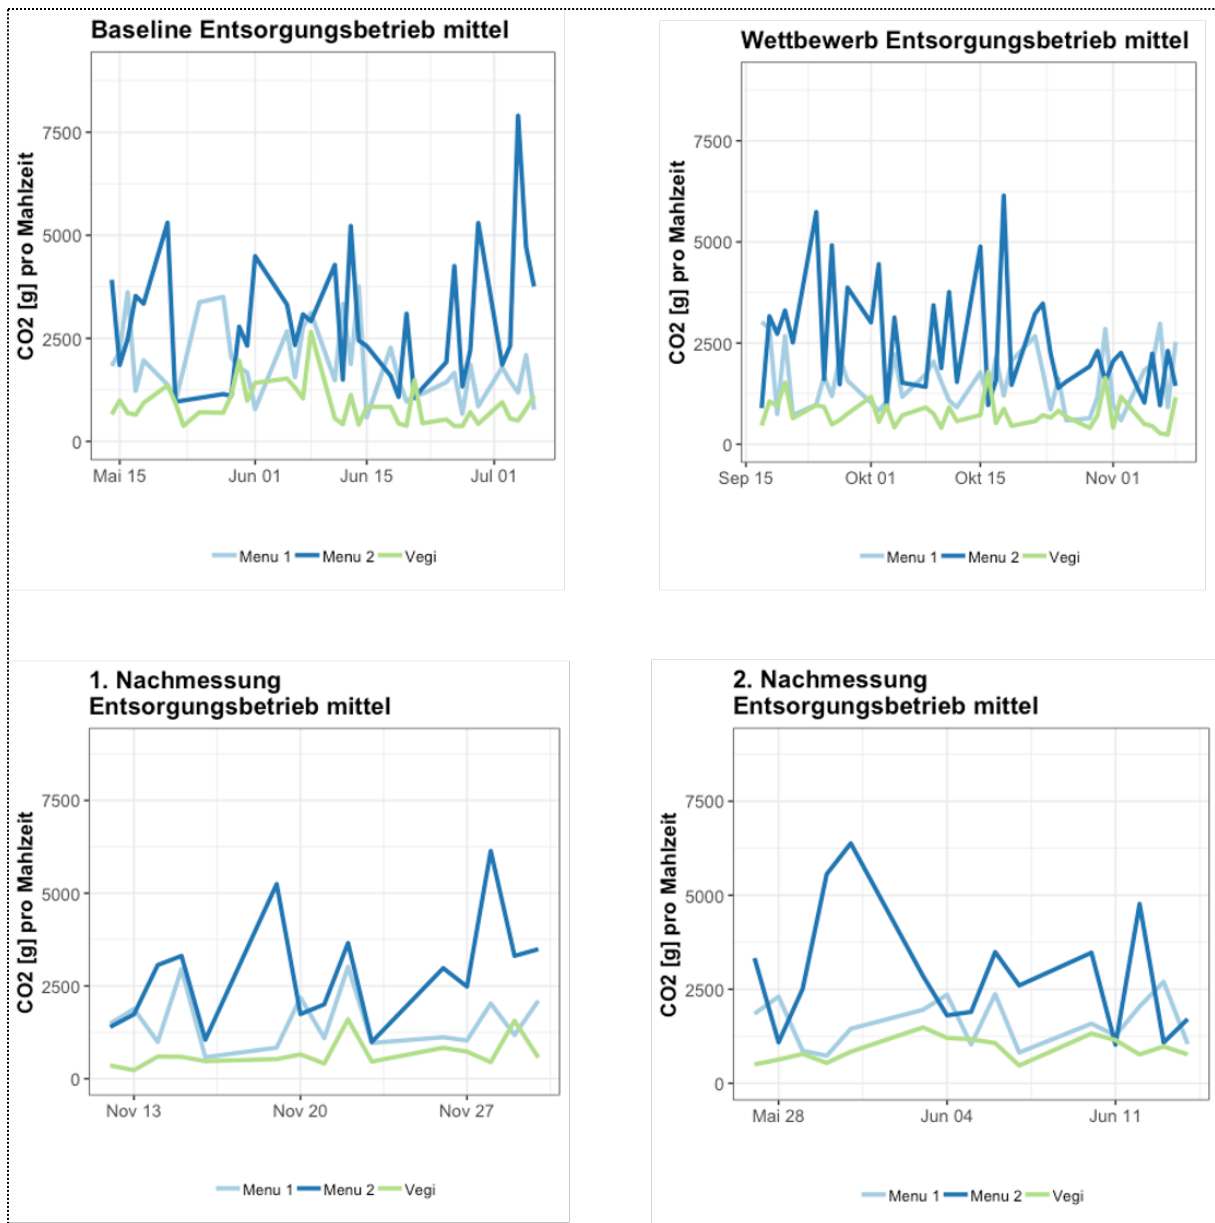 Baseline Entsorgungsbetrieb mittel
CO2 [g] pro Mahlzeit
7500
5000
2500
0
Mai 15 Jun 01 Jun 15 Jul 01
Menu 1 Menu 2 Vegi
Wettbewerb Entsorgungsbetrieb mittel
CO2 [g] pro Mahlzeit
7500
5000
2500
0
Sep 15 Okt 01 Okt 15 Nov 01
Menu 1 Menu 2 Vegi
1. Nachmessung
Entsorgungsbetrieb mittel
CO2 [g] pro Mahlzeit
7500
5000
2500
0
Nov 13 Nov 20 Nov 27
Menu 1 Menu 2 Vegi
2. Nachmessung
Entsorgungsbetrieb mittel
CO2 [g] pro Mahlzeit
7500
5000
2500
0
Mai 28 Jun 04 Jun 11
Menu 1 Menu 2 Vegi